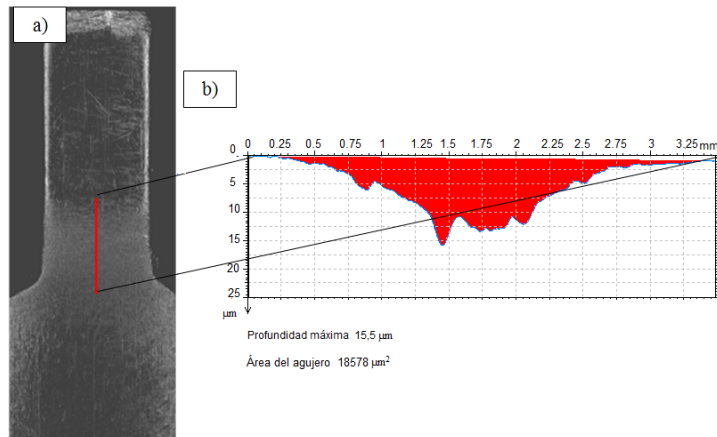 a)
b)
0 0.25 0.5 0.75 1 1.25 1.5 1.75 2 2.25 2.5 2.75 3 3.25 mm
0
5
10
15
20
25
µm
Profundidad máxima 15,5 µm
Área del agujero 18578 µm²